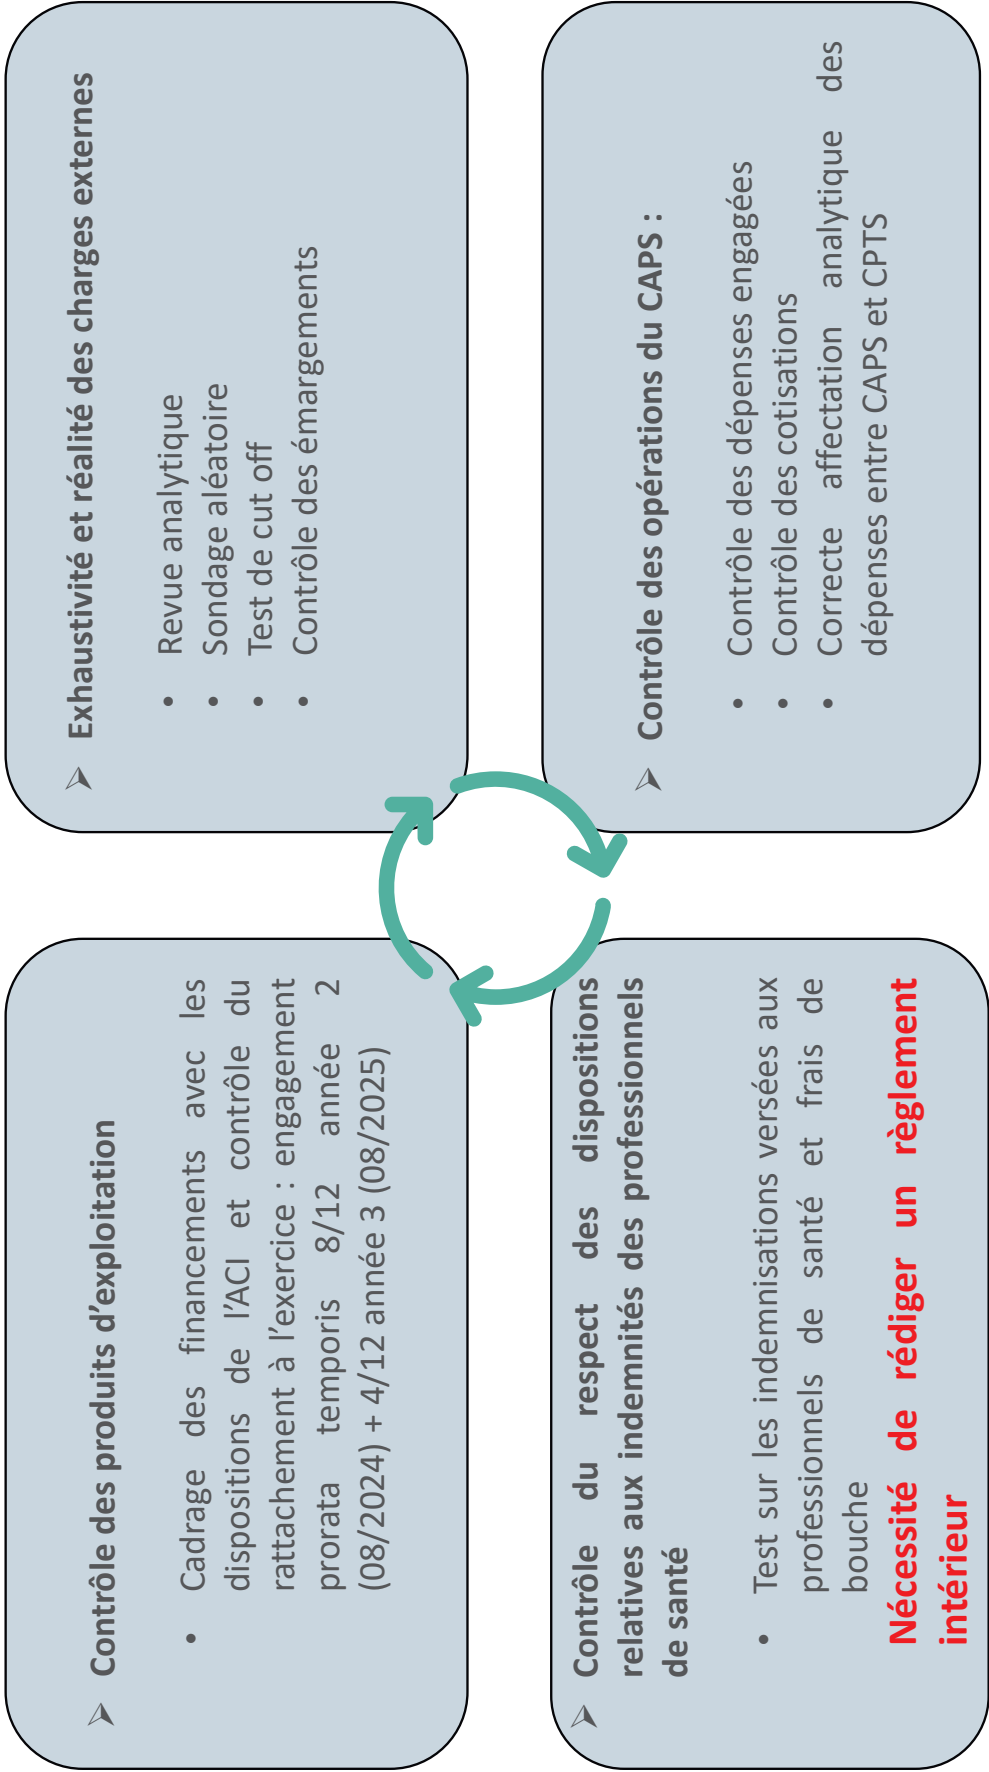 ➢ Contrôle des produits d’exploitation
• Cadrage des financements avec les
dispositions de l’ACI et contrôle du
rattachement à l’exercice : engagement
prorata temporis 8/12 année 2
(08/2024) + 4/12 année 3 (08/2025)
➢ Exhaustivité et réalité des charges externes
• Revue analytique
• Sondage aléatoire
• Test de cut off
• Contrôle des émargements
➢ Contrôle du respect des dispositions
relatives aux indemnités des professionnels
de santé
• Test sur les indemnisations versées aux
professionnels de santé et frais de
bouche
Nécessité de rédiger un règlement
intérieur
➢ Contrôle des opérations du CAPS :
• Contrôle des dépenses engagées
• Contrôle des cotisations
• Correcte affectation analytique des
dépenses entre CAPS et CPTS